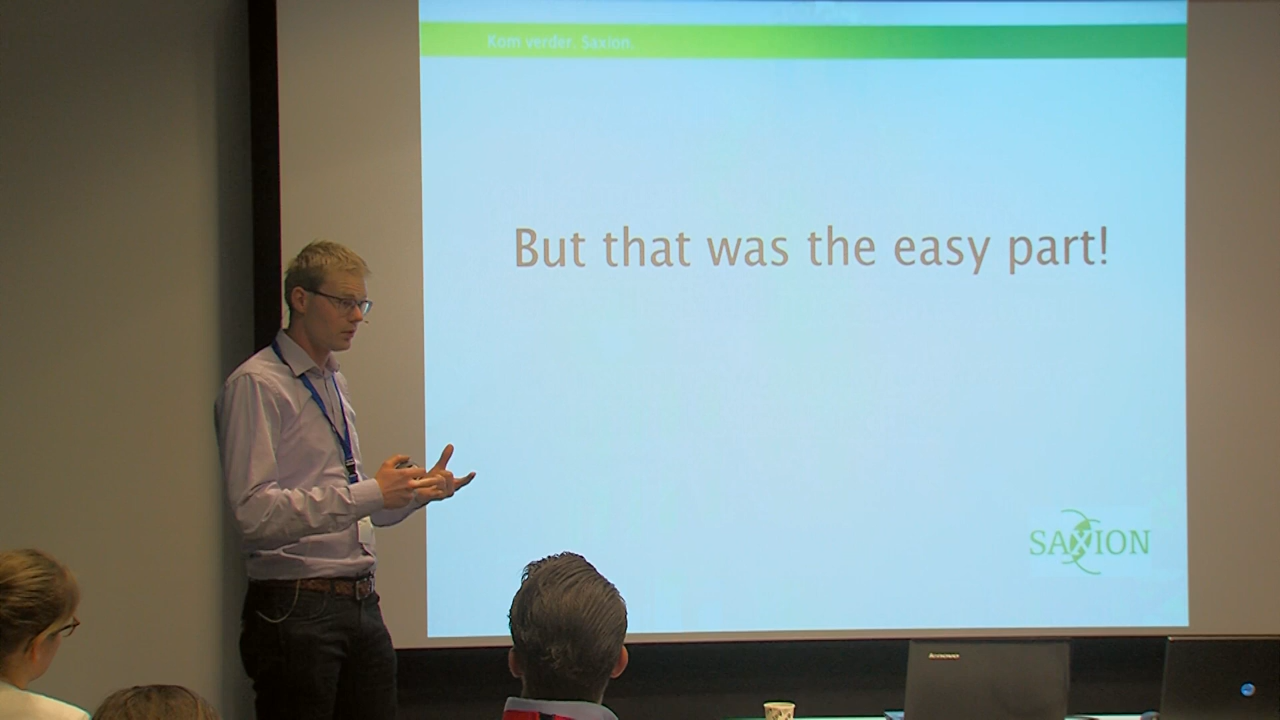 Kom verder. Saxion.
But that was the easy part!
SAXION
lenovo